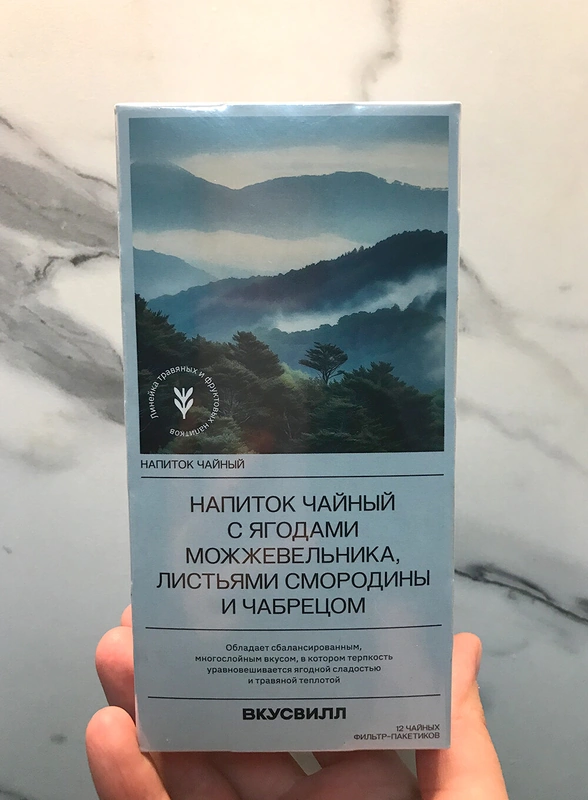 Линейка травяных и фруктовых напитков
НАПИТОК ЧАЙНЫЙ
НАПИТОК ЧАЙНЫЙ
С ЯГОДАМИ
МОЖЖЕВЕЛЬНИКА,
ЛИСТЬЯМИ СМОРОДИНЫ
И ЧАБРЕЦОМ
Обладает сбалансированным,
многослойным вкусом, в котором терпкость
уравновешивается ягодной сладостью
и травяной теплотой
ВКУСВИЛЛ
12 ЧАЙНЫХ
ФИЛЬТР-ПАКЕТИКОВ